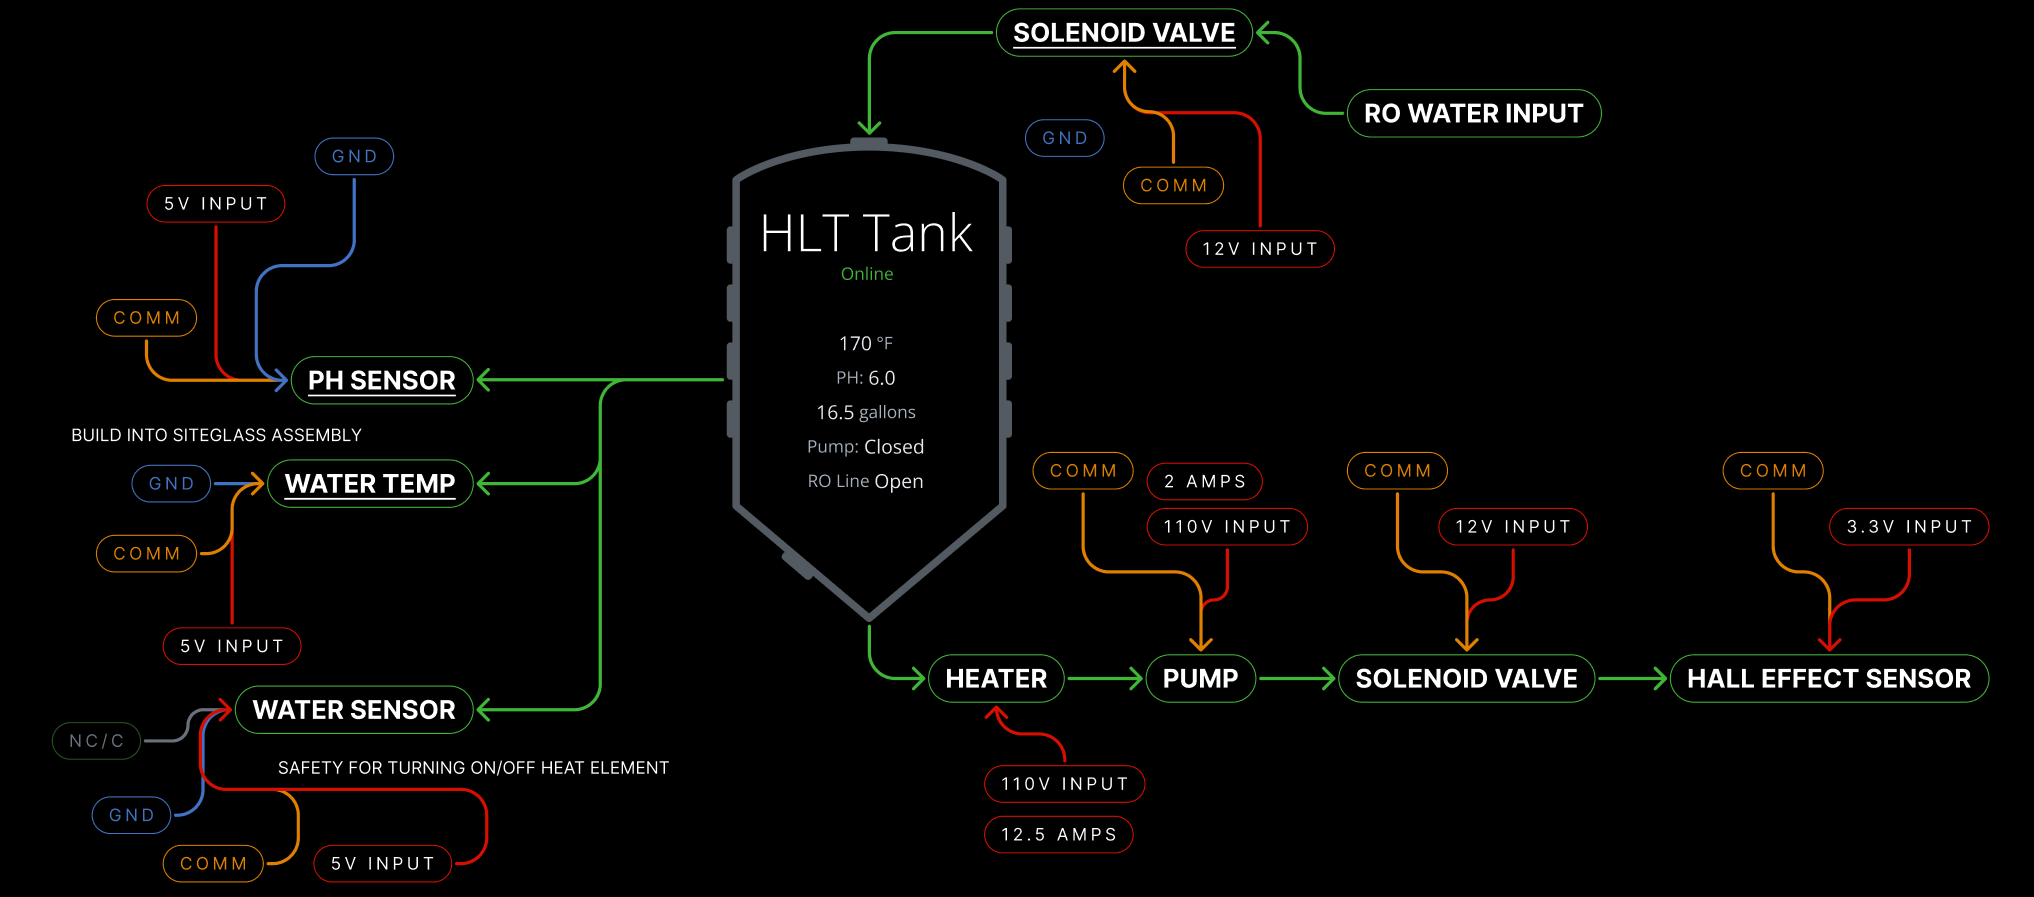 SOLENOID VALVE
RO WATER INPUT
GND
COMM
12V INPUT
GND
5V INPUT
COMM
PH SENSOR
BUILD INTO SITEGLASS ASSEMBLY
GND
WATER TEMP
COMM
5V INPUT
WATER SENSOR
NC/C
SAFETY FOR TURNING ON/OFF HEAT ELEMENT
GND
COMM
5V INPUT
HLT Tank
Online
170 °F
PH: 6.0
16.5 gallons
Pump: Closed
RO Line Open
COMM
2 AMPS
110V INPUT
COMM
12V INPUT
COMM
3.3V INPUT
HEATER
PUMP
SOLENOID VALVE
HALL EFFECT SENSOR
110V INPUT
12.5 AMPS